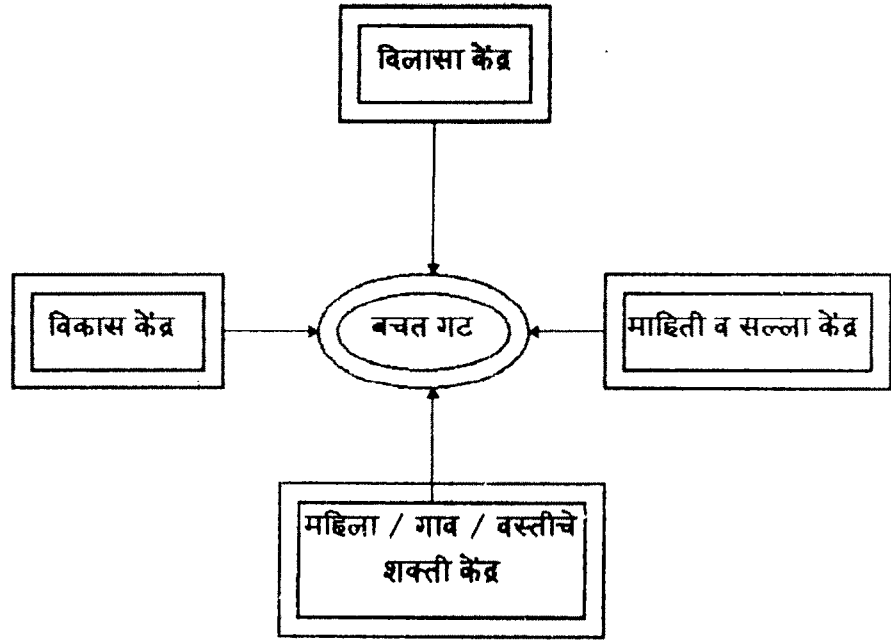 दिलासा केंद्र
विकास केंद्र
बचत गट
माहिती व सल्ला केंद्र
महिला / गाव / वस्तीचे
शक्ती केंद्र